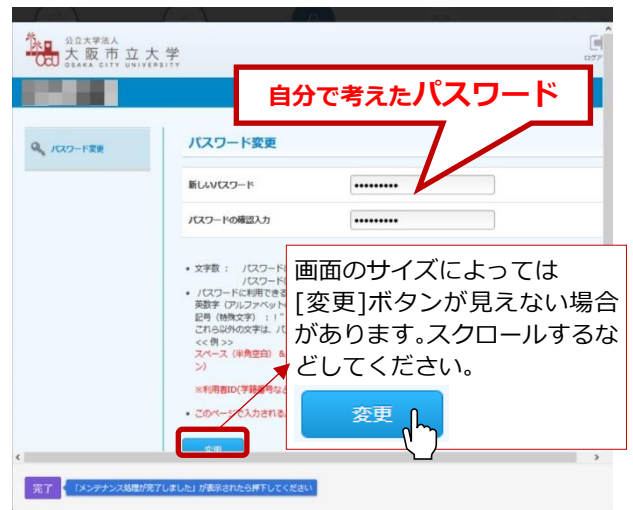 公立大学法人
大阪市立大学
OSAKA CITY UNIVERSITY
自分で考えたパスワード
パスワード変更
パスワード変更
新しいパスワード
•••••••••
パスワードの確認入力
•••••••••
• 文字数： パスワード
パスワード
• パスワードに利用できる
英数字 (アルファベット
記号 (特殊文字) : ! "
これら以外の文字は、パ
<< 例 >>
スペース (半角空白) &
ン)
※利用者ID(学籍番号など
• このページで入力される
変更
画面のサイズによっては
[変更]ボタンが見えない場合
があります。スクロールするな
どしてください。
変更
完了
「メンテナンス処理が完了しました」が表示されたら押下してください